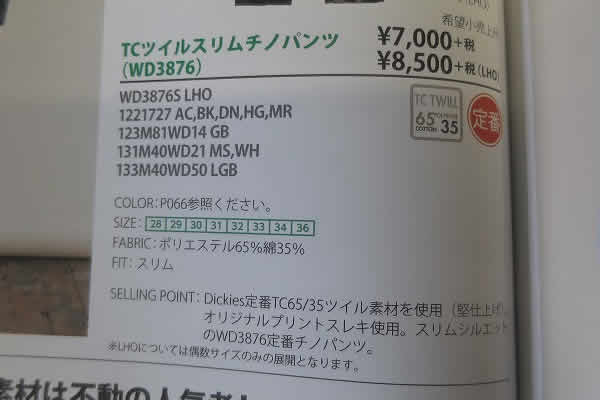 希望小売上
TCツイルスリムチノパンツ
(WD3876)
¥7,000+税
¥8,500+税(LHO)
WD3876S LHO
1221727 AC,BK,DN,HG,MR
123M81WD14 GB
131M40WD21 MS,WH
133M40WD50 LGB
TC TWILL
65
COTTON
35
定番
COLOR：P066参照ください。
SIZE：28 29 30 31 32 33 34 36
FABRIC：ポリエステル65%綿35%
FIT：スリム
SELLING POINT：Dickies定番TC65/35ツイル素材を使用（堅仕上げ）。
オリジナルプリントスレキ使用。スリムシルエット
のWD3876定番チノパンツ。
※LHOについては偶数サイズのみの展開となります。
素材は不動の人気者!